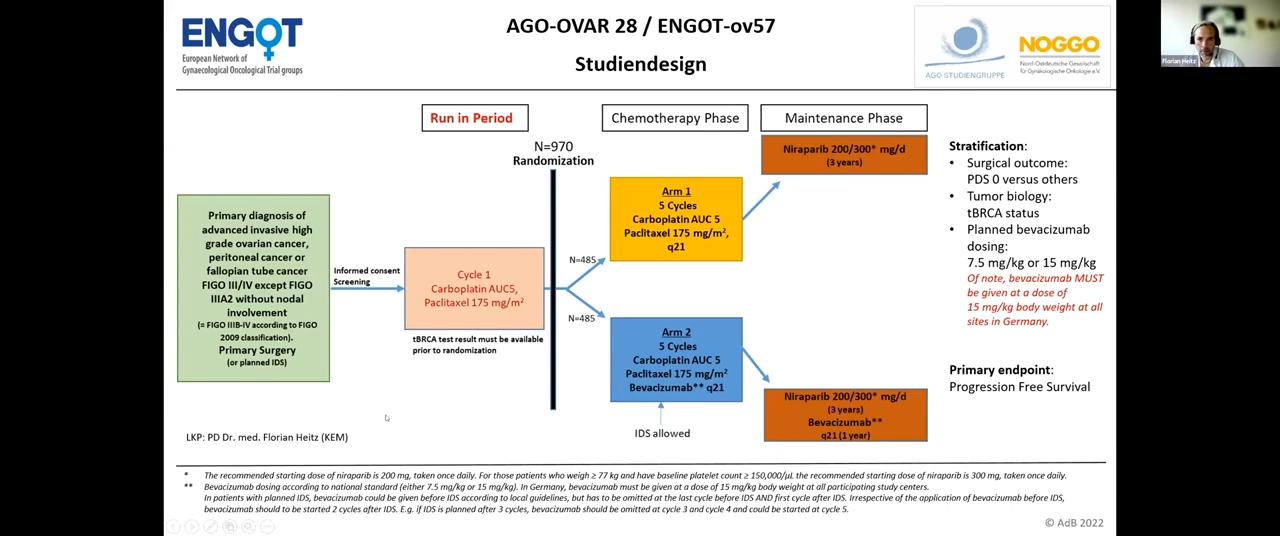 ENGOT
European Network of
Gynaecological Oncological Trial groups
AGO-OVAR 28 / ENGOT-ov57
Studiendesign
AGO STUDIENGRUPPE
NOGGO
Nord-Ostdeutsche Gesellschaft
für Gynäkologische Onkologie e.V.
Florian Heitz
Run in Period
Chemotherapy Phase
Maintenance Phase
N=970
Randomization
Primary diagnosis of
advanced invasive high
grade ovarian cancer,
peritoneal cancer or
fallopian tube cancer
FIGO III/IV except FIGO
IIIA2 without nodal
involvement
(= FIGO IIIB-IV according to FIGO
2009 classification).
Primary Surgery
(or planned IDS)
Informed consent
Screening
Cycle 1
Carboplatin AUC5,
Paclitaxel 175 mg/m²
tBRCA test result must be available
prior to randomization
N=485
N=485
Arm 1
5 Cycles
Carboplatin AUC 5
Paclitaxel 175 mg/m²,
q21
Arm 2
5 Cycles
Carboplatin AUC 5
Paclitaxel 175 mg/m²
Bevacizumab** q21
IDS allowed
Niraparib 200/300* mg/d
(3 years)
Niraparib 200/300* mg/d
(3 years)
Bevacizumab**
q21 (1 year)
Stratification:
• Surgical outcome:
PDS 0 versus others
• Tumor biology:
tBRCA status
• Planned bevacizumab
dosing:
7.5 mg/kg or 15 mg/kg
Of note, bevacizumab MUST
be given at a dose of
15 mg/kg body weight at all
sites in Germany.
Primary endpoint:
Progression Free Survival
LKP: PD Dr. med. Florian Heitz (KEM)
* The recommended starting dose of niraparib is 200 mg, taken once daily. For those patients who weigh ≥ 77 kg and have baseline platelet count ≥ 150,000/µL the recommended starting dose of niraparib is 300 mg, taken once daily.
** Bevacizumab dosing according to national standard (either 7.5 mg/kg or 15 mg/kg). In Germany, bevacizumab must be given at a dose of 15 mg/kg body weight at all participating study centers.
In patients with planned IDS, bevacizumab could be given before IDS according to local guidelines, but has to be omitted at the last cycle before IDS AND first cycle after IDS. Irrespective of the application of bevacizumab before IDS,
bevacizumab should to be started 2 cycles after IDS. E.g. if IDS is planned after 3 cycles, bevacizumab should be omitted at cycle 3 and cycle 4 and could be started at cycle 5.
© AdB 2022